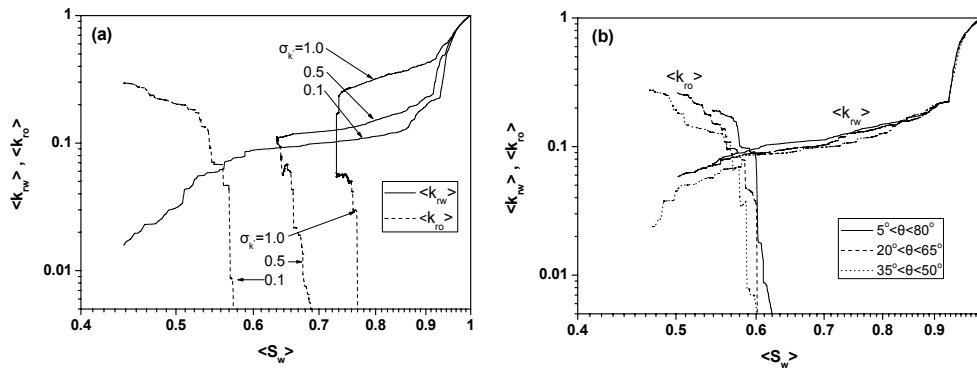 (a)
σk'=1.0
0.5
0.1
<krw>
<kro>
σk'=1.0
0.5
0.1
1
0.1
0.01
<krw> , <kro>
0.4 0.5 0.6 0.7 0.8 0.9 1
<Sw>
(b)
<kro>
<krw>
5°<θ<80°
20°<θ<65°
35°<θ<50°
1
0.1
0.01
<krw> , <kro>
0.4 0.5 0.6 0.7 0.8 0.9
<Sw>